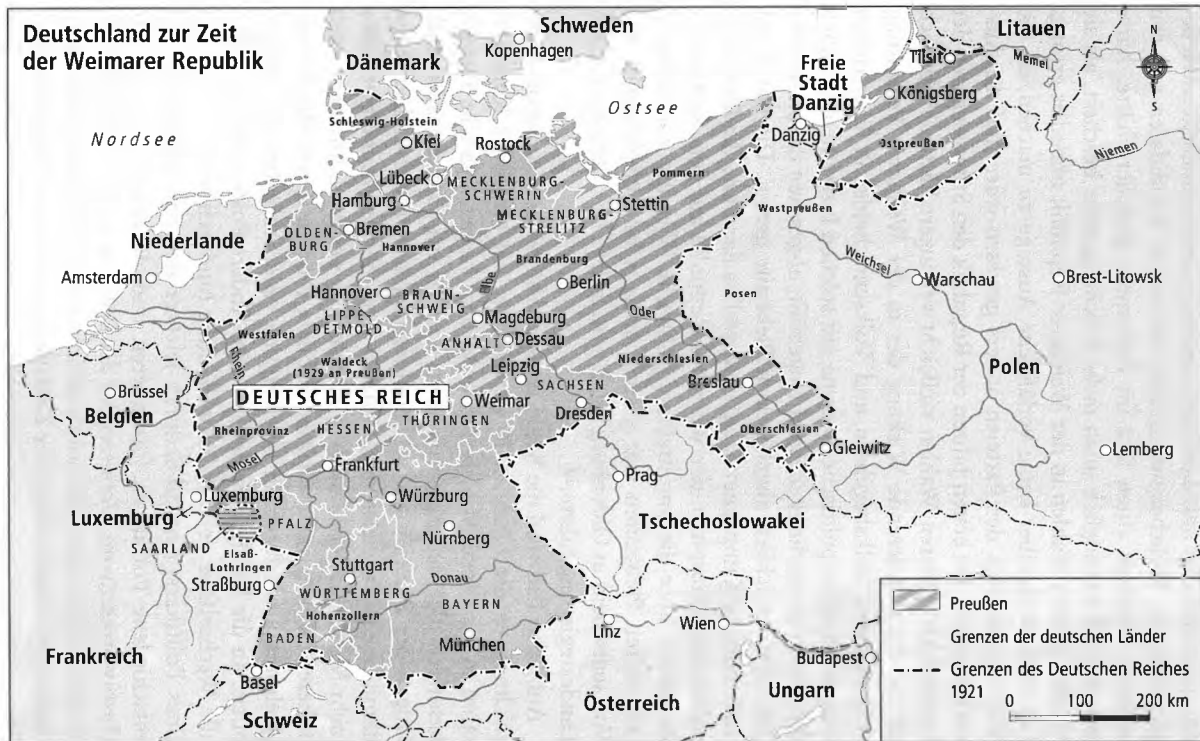 Deutschland zur Zeit
der Weimarer Republik
Schweden
Kopenhagen
Dänemark
Litauen
Tilsit
Memel
N
S
Freie
Stadt
Danzig
Königsberg
Nordsee
Ostsee
Schleswig-Holstein
Kiel
Rostock
Danzig
Ostpreußen
Njemen
Lübeck
MECKLENBURG-
SCHWERIN
Pommern
Hamburg
MECKLENBURG-
STRELITZ
Stettin
Westpreußen
Niederlande
OLDEN-
BURG
Bremen
Hannover
Weichsel
Amsterdam
Brandenburg
Berlin
Elbe
Warschau
Brest-Litowsk
Hannover
BRAUN-
SCHWEIG
Posen
LIPPE-
DETMOLD
Magdeburg
Oder
Westfalen
ANHALT
Dessau
Rhein
Waldeck
(1929 an Preußen)
Leipzig
Niederschlesien
Polen
Brüssel
SACHSEN
Breslau
Belgien
DEUTSCHES REICH
Weimar
Dresden
THÜRINGEN
Rheinprovinz
HESSEN
Oberschlesien
Gleiwitz
Lemberg
Mosel
Frankfurt
Prag
Luxemburg
Würzburg
Luxemburg
PFALZ
Tschechoslowakei
Nürnberg
SAARLAND
Elsaß-
Lothringen
Straßburg
Stuttgart
Donau
WÜRTTEMBERG
BAYERN
Hohenzollern
Linz
Wien
BADEN
München
Frankreich
Budapest
Basel
Österreich
Ungarn
Schweiz
Preußen
Grenzen der deutschen Länder
Grenzen des Deutschen Reiches
1921
0 100 200 km